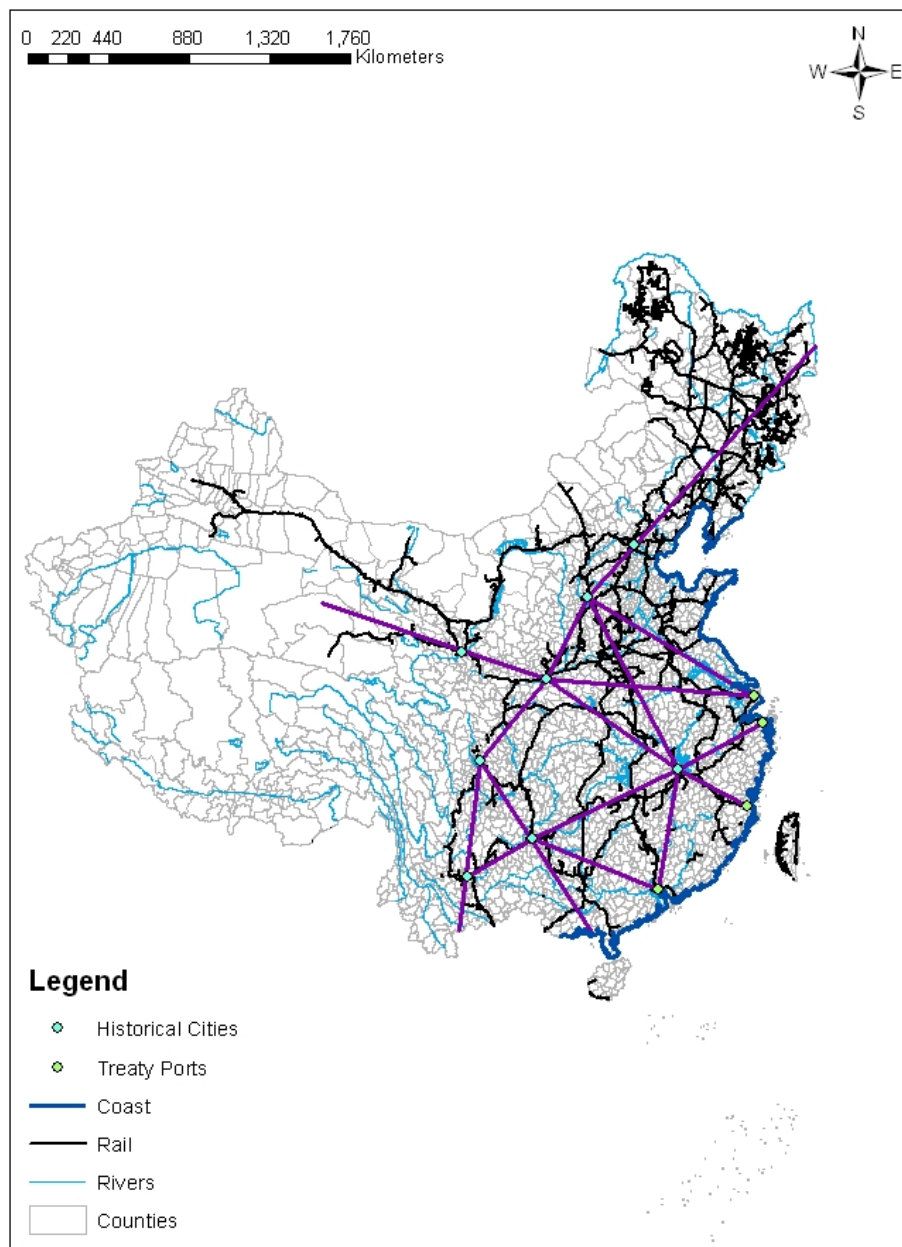 0 220 440 880 1,320 1,760
Kilometers
N
W E
S
Legend
Historical Cities
Treaty Ports
Coast
Rail
Rivers
Counties